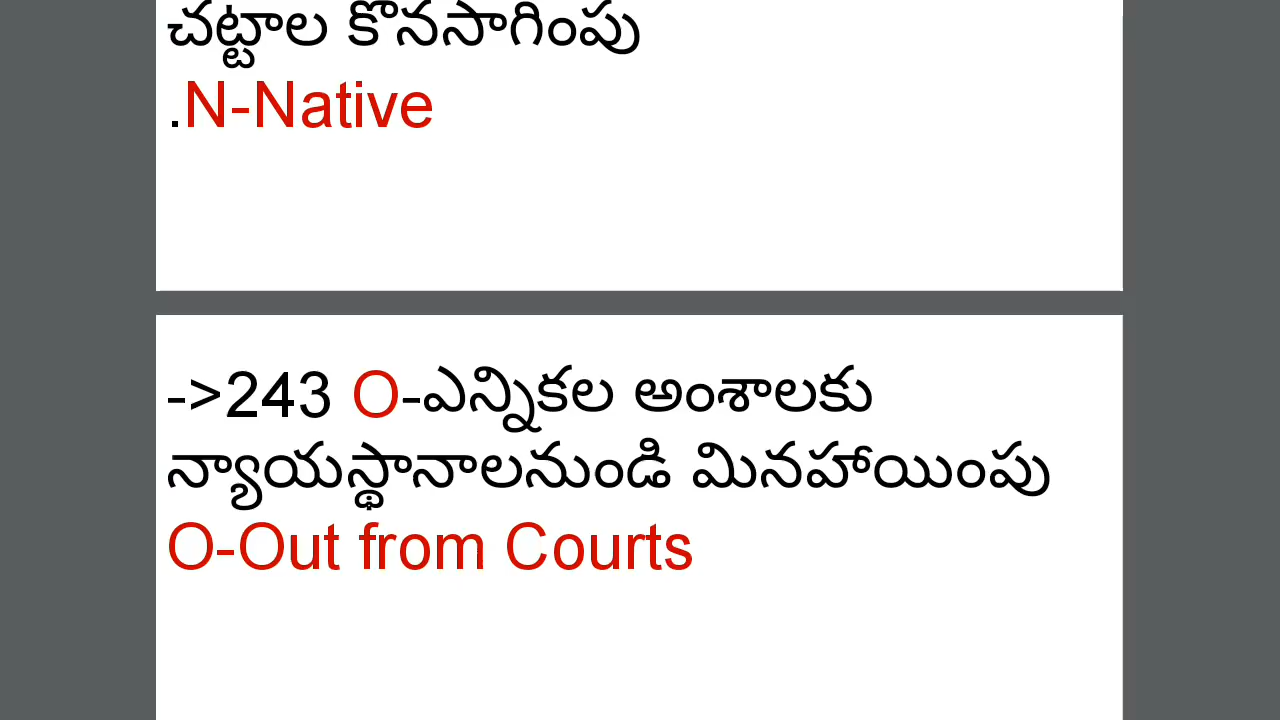 చట్టాల కొనసాగింపు
.N-Native
->243 O-ఎన్నికల అంశాలకు
న్యాయస్థానాలనుండి మినహాయింపు
O-Out from Courts